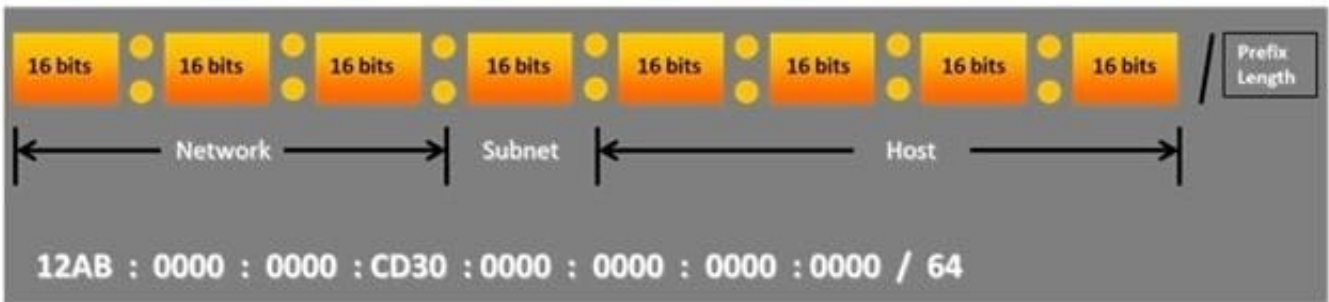 16 bits : 16 bits : 16 bits : 16 bits : 16 bits : 16 bits : 16 bits : 16 bits / Prefix Length
Network Subnet Host
12AB : 0000 : 0000 : CD30 : 0000 : 0000 : 0000 : 0000 / 64